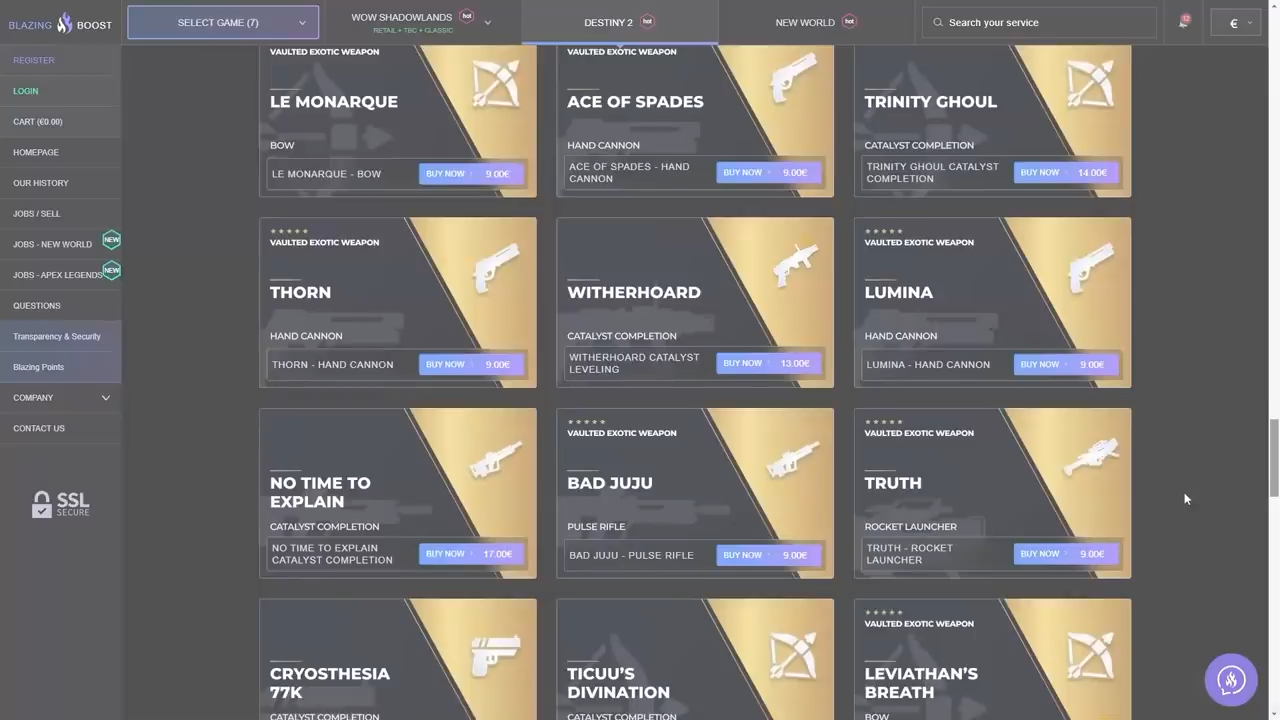 BLAZING BOOST
SELECT GAME (7)
WOW SHADOWLANDS hot
RETAIL + TBC + CLASSIC
DESTINY 2 hot
NEW WORLD hot
Search your service
12
€
REGISTER
LOGIN
CART (€0.00)
HOMEPAGE
OUR HISTORY
JOBS / SELL
JOBS - NEW WORLD NEW
JOBS - APEX LEGENDS NEW
QUESTIONS
Transparency & Security
Blazing Points
COMPANY
CONTACT US
SSL
SECURE
VAULTED EXOTIC WEAPON
LE MONARQUE
BOW
LE MONARQUE - BOW
BUY NOW 9.00€
VAULTED EXOTIC WEAPON
ACE OF SPADES
HAND CANNON
ACE OF SPADES - HAND
CANNON
BUY NOW 9.00€
VAULTED EXOTIC WEAPON
TRINITY GHOUL
CATALYST COMPLETION
TRINITY GHOUL CATALYST
COMPLETION
BUY NOW 14.00€
VAULTED EXOTIC WEAPON
THORN
HAND CANNON
THORN - HAND CANNON
BUY NOW 9.00€
WITHERHOARD
CATALYST COMPLETION
WITHERHOARD CATALYST
LEVELING
BUY NOW 13.00€
VAULTED EXOTIC WEAPON
LUMINA
HAND CANNON
LUMINA - HAND CANNON
BUY NOW 9.00€
NO TIME TO
EXPLAIN
CATALYST COMPLETION
NO TIME TO EXPLAIN
CATALYST COMPLETION
BUY NOW 17.00€
VAULTED EXOTIC WEAPON
BAD JUJU
PULSE RIFLE
BAD JUJU - PULSE RIFLE
BUY NOW 9.00€
VAULTED EXOTIC WEAPON
TRUTH
ROCKET LAUNCHER
TRUTH - ROCKET
LAUNCHER
BUY NOW 9.00€
CRYOSTHESIA
77K
CATALYST COMPLETION
TICUU'S
DIVINATION
CATALYST COMPLETION
VAULTED EXOTIC WEAPON
LEVIATHAN'S
BREATH
BOW